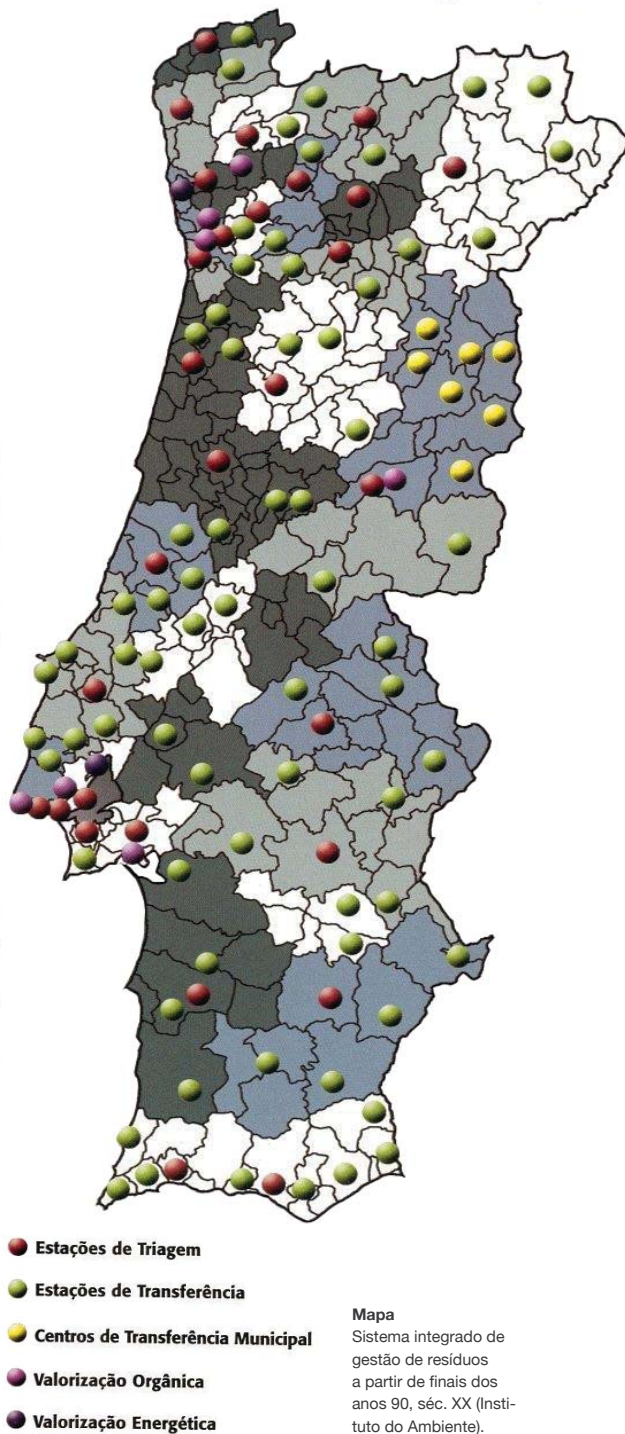 Estações de Triagem
Estações de Transferência
Centros de Transferência Municipal
Valorização Orgânica
Valorização Energética
Mapa
Sistema integrado de
gestão de resíduos
a partir de finais dos
anos 90, séc. XX (Insti-
tuto do Ambiente).